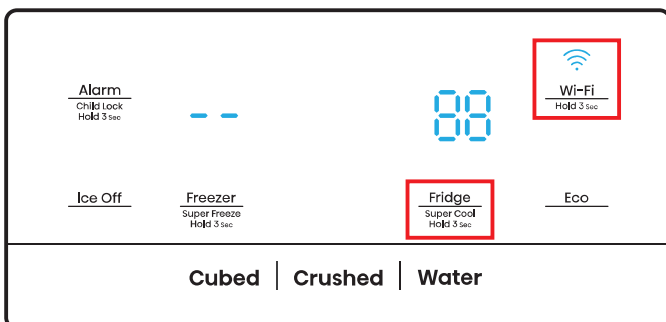 Alarm
Child Lock
Hold 3 Sec
- -
88
Wi-Fi
Hold 3 Sec
Ice Off
Freezer
Super Freeze
Hold 3 Sec
Fridge
Super Cool
Hold 3 Sec
Eco
Cubed | Crushed | Water